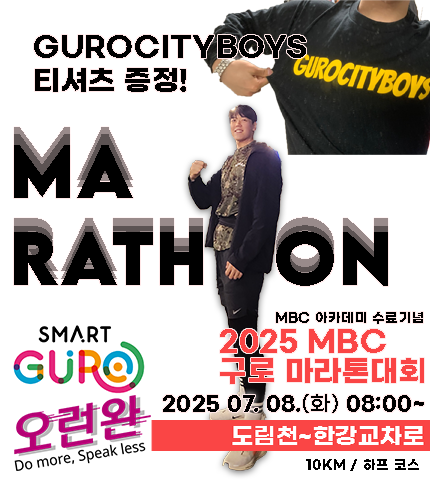 GUROCITYBOYS
티셔츠 증정!
GUROCITYBOYS
MA
RATHON
MBC 아카데미 수료기념
2025 MBC
구로 마라톤대회
SMART
GURO
오런완
Do more, Speak less
2025 07. 08.(화) 08:00~
도림천~한강교차로
10KM / 하프 코스